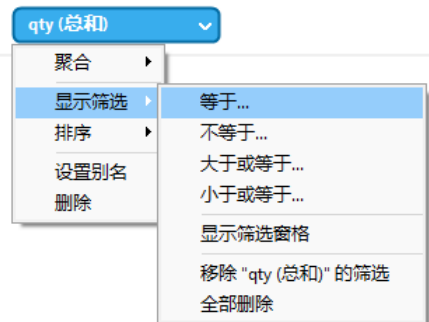 qty (总和)
聚合
显示筛选
排序
设置别名
删除
等于...
不等于...
大于或等于...
小于或等于...
显示筛选窗格
移除 "qty (总和)" 的筛选
全部删除